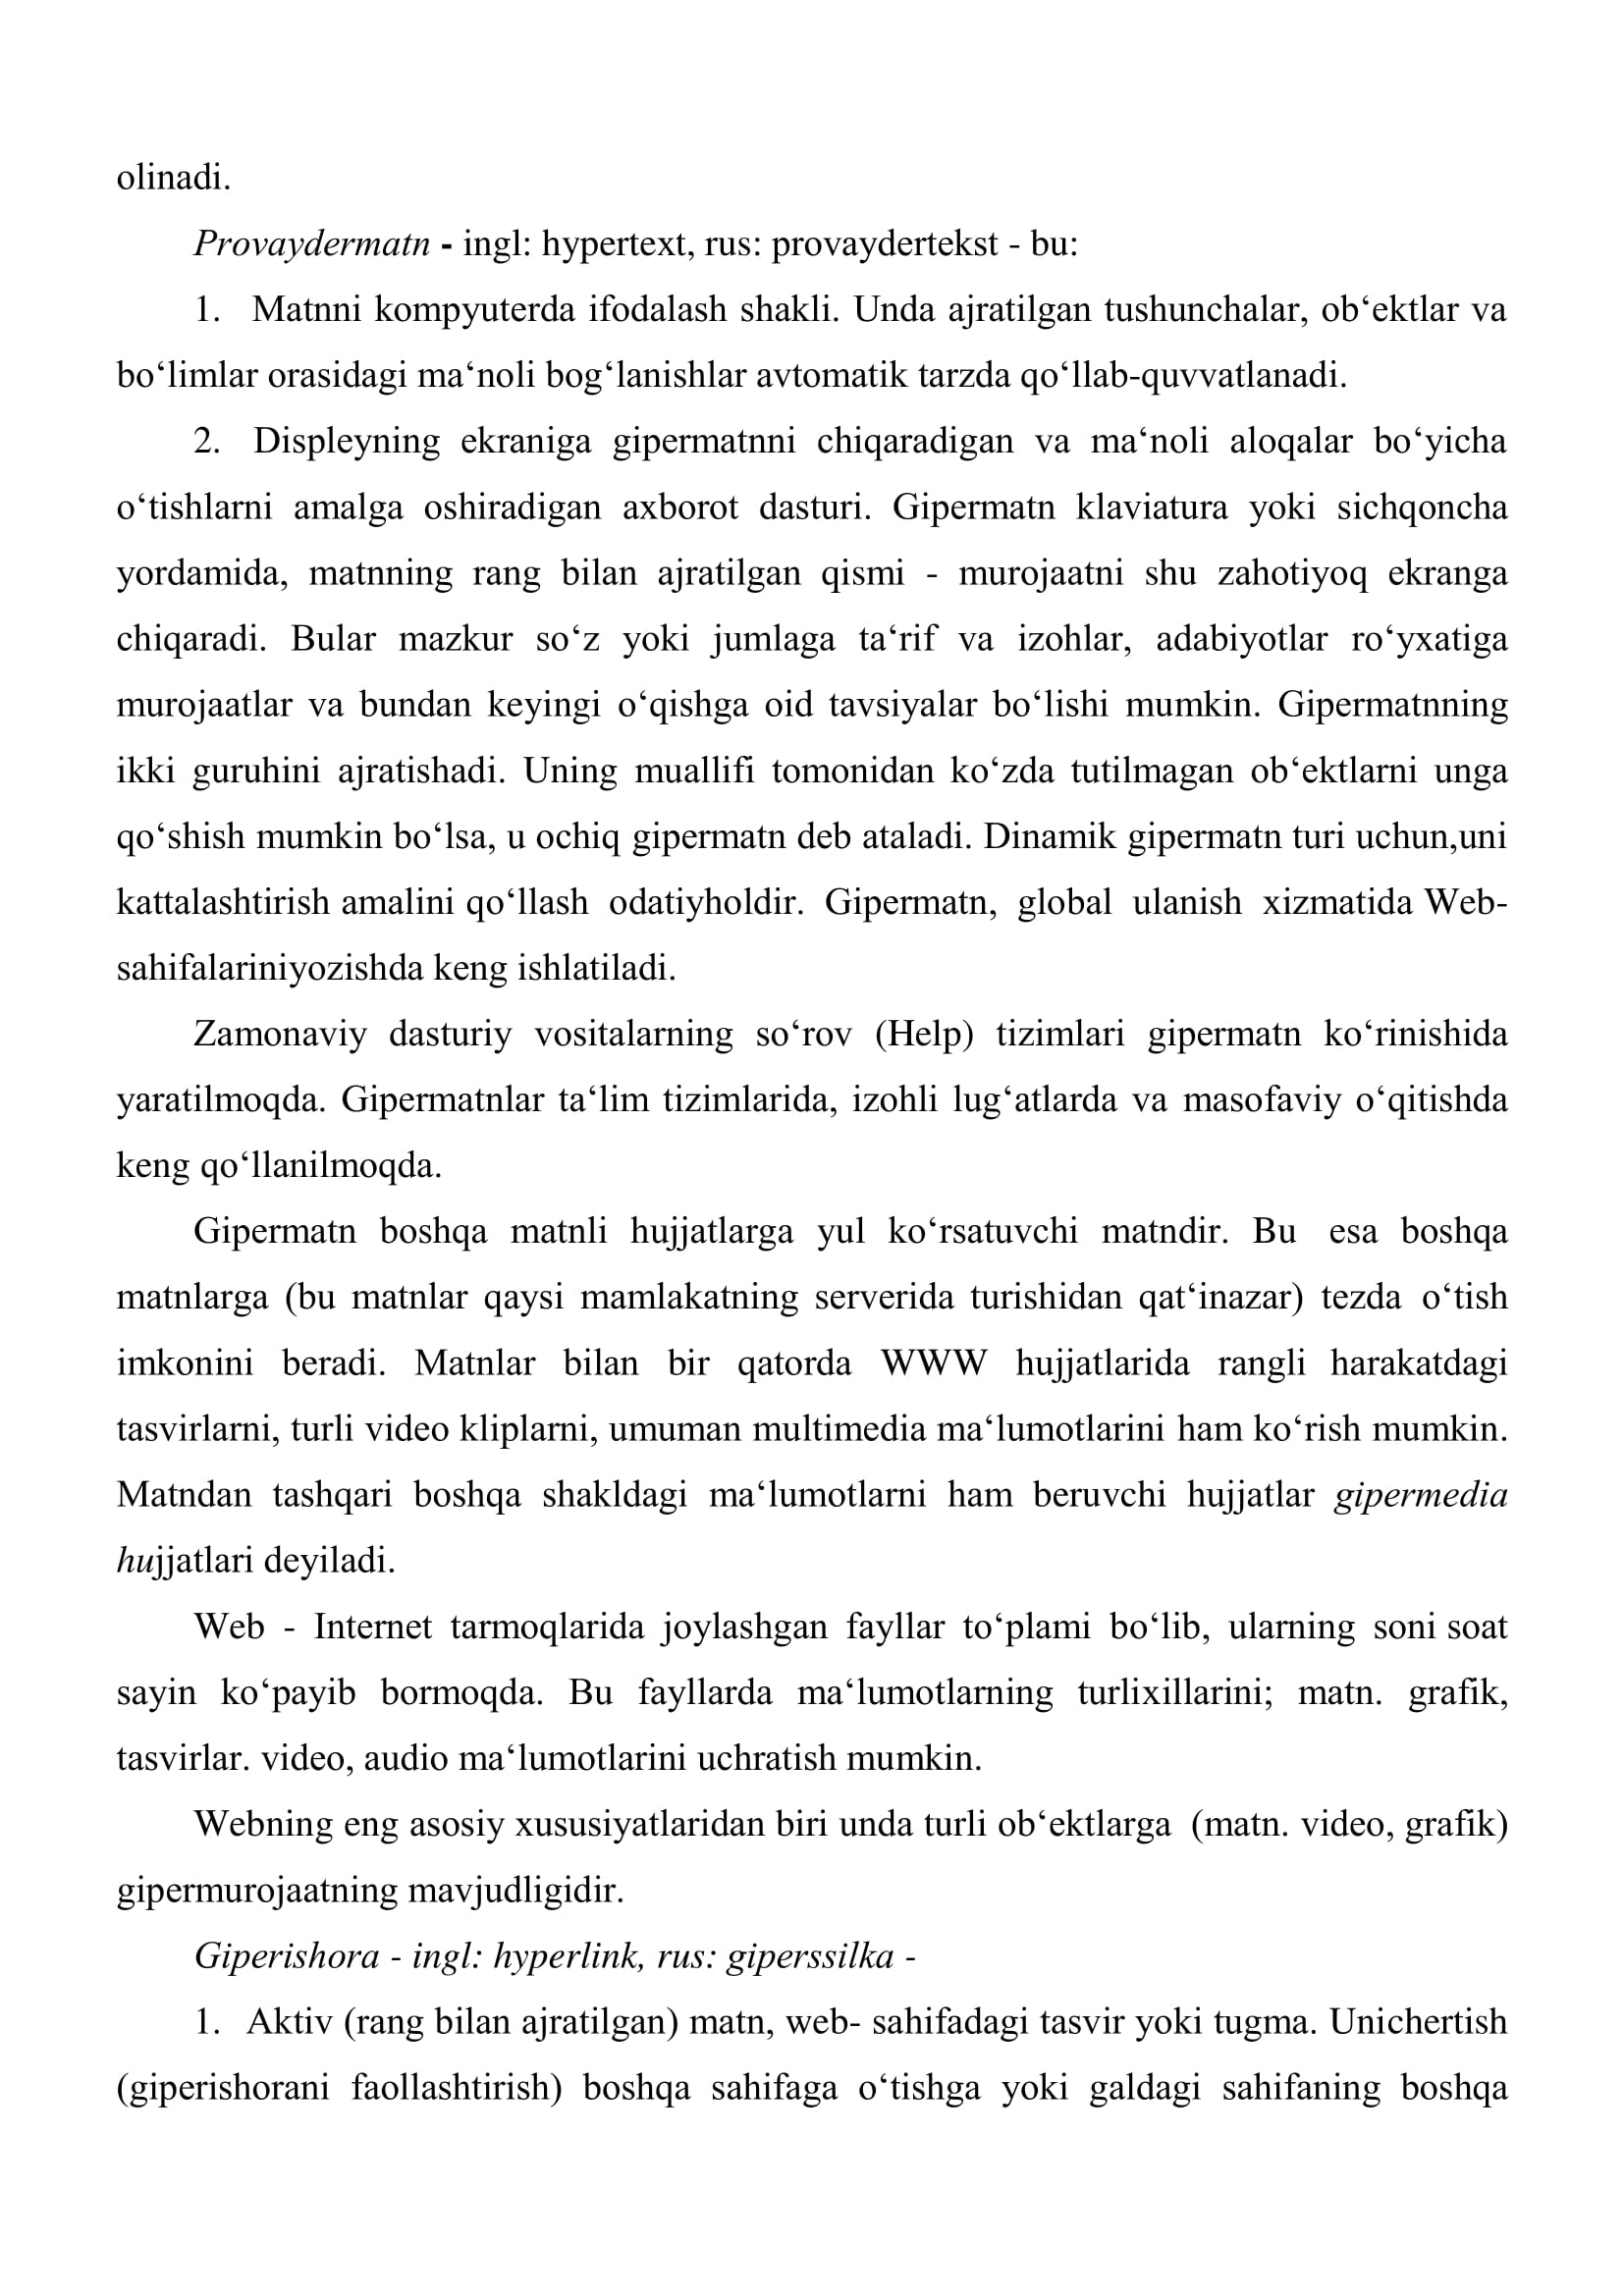 olinadi.
Provaydermatn - ingl: hypertext, rus: provaydertekst - bu:
1. Matnni kompyuterda ifodalash shakli. Unda ajratilgan tushunchalar, ob‘ektlar va
bo‘limlar orasidagi ma‘noli bog‘lanishlar avtomatik tarzda qo‘llab-quvvatlanadi.
2. Displeyning ekraniga gipermatnni chiqaradigan va ma‘noli aloqalar bo‘yicha
o‘tishlarni amalga oshiradigan axborot dasturi. Gipermatn klaviatura yoki sichqoncha
yordamida, matnning rang bilan ajratilgan qismi - murojaatni shu zahotiyoq ekranga
chiqaradi. Bular mazkur so‘z yoki jumlaga ta‘rif va izohlar, adabiyotlar ro‘yxatiga
murojaatlar va bundan keyingi o‘qishga oid tavsiyalar bo‘lishi mumkin. Gipermatnning
ikki guruhini ajratishadi. Uning muallifi tomonidan ko‘zda tutilmagan ob‘ektlarni unga
qo‘shish mumkin bo‘lsa, u ochiq gipermatn deb ataladi. Dinamik gipermatn turi uchun,uni
kattalashtirish amalini qo‘llash odatiyholdir. Gipermatn, global ulanish xizmatida Web-
sahifalariniyozishda keng ishlatiladi.
Zamonaviy dasturiy vositalarning so‘rov (Help) tizimlari gipermatn ko‘rinishida
yaratilmoqda. Gipermatnlar ta‘lim tizimlarida, izohli lug‘atlarda va masofaviy o‘qitishda
keng qo‘llanilmoqda.
Gipermatn boshqa matnli hujjatlarga yul ko‘rsatuvchi matndir. Bu esa boshqa
matnlarga (bu matnlar qaysi mamlakatning serverida turishidan qat‘inazar) tezda o‘tish
imkonini beradi. Matnlar bilan bir qatorda WWW hujjatlarida rangli harakatdagi
tasvirlarni, turli video kliplarni, umuman multimedia ma‘lumotlarini ham ko‘rish mumkin.
Matndan tashqari boshqa shakldagi ma‘lumotlarni ham beruvchi hujjatlar gipermedia
hujjatlari deyiladi.
Web - Internet tarmoqlarida joylashgan fayllar to‘plami bo‘lib, ularning soni soat
sayin ko‘payib bormoqda. Bu fayllarda ma‘lumotlarning turlixillarini; matn. grafik,
tasvirlar. video, audio ma‘lumotlarini uchratish mumkin.
Webning eng asosiy xususiyatlaridan biri unda turli ob‘ektlarga (matn. video, grafik)
gipermurojaatning mavjudligidir.
Giperishora - ingl: hyperlink, rus: giperssilka -
1. Aktiv (rang bilan ajratilgan) matn, web- sahifadagi tasvir yoki tugma. Unichertish
(giperishorani faollashtirish) boshqa sahifaga o‘tishga yoki galdagi sahifaning boshqa